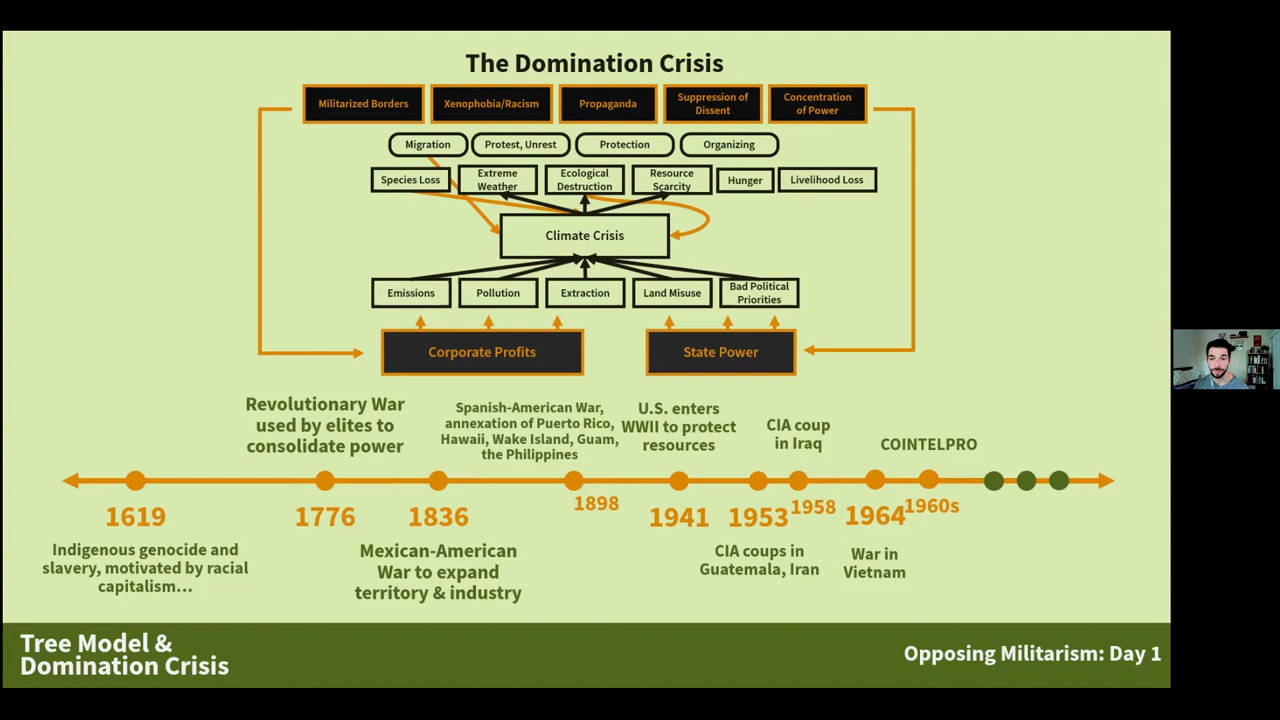 The Domination Crisis
Militarized Borders
Xenophobia/Racism
Propaganda
Suppression of
Dissent
Concentration
of Power
Migration
Protest, Unrest
Protection
Organizing
Species Loss
Extreme
Weather
Ecological
Destruction
Resource
Scarcity
Hunger
Livelihood Loss
Climate Crisis
Emissions
Pollution
Extraction
Land Misuse
Bad Political
Priorities
Corporate Profits
State Power
Revolutionary War
used by elites to
consolidate power
Spanish-American War,
annexation of Puerto Rico,
Hawaii, Wake Island, Guam,
the Philippines
U.S. enters
WWII to protect
resources
CIA coup
in Iraq
COINTELPRO
1619
1776
1836
1898
1941
1953
1958
1964
1960s
Indigenous genocide and
slavery, motivated by racial
capitalism...
Mexican-American
War to expand
territory & industry
CIA coups in
Guatemala, Iran
War in
Vietnam
Tree Model &
Domination Crisis
Opposing Militarism: Day 1